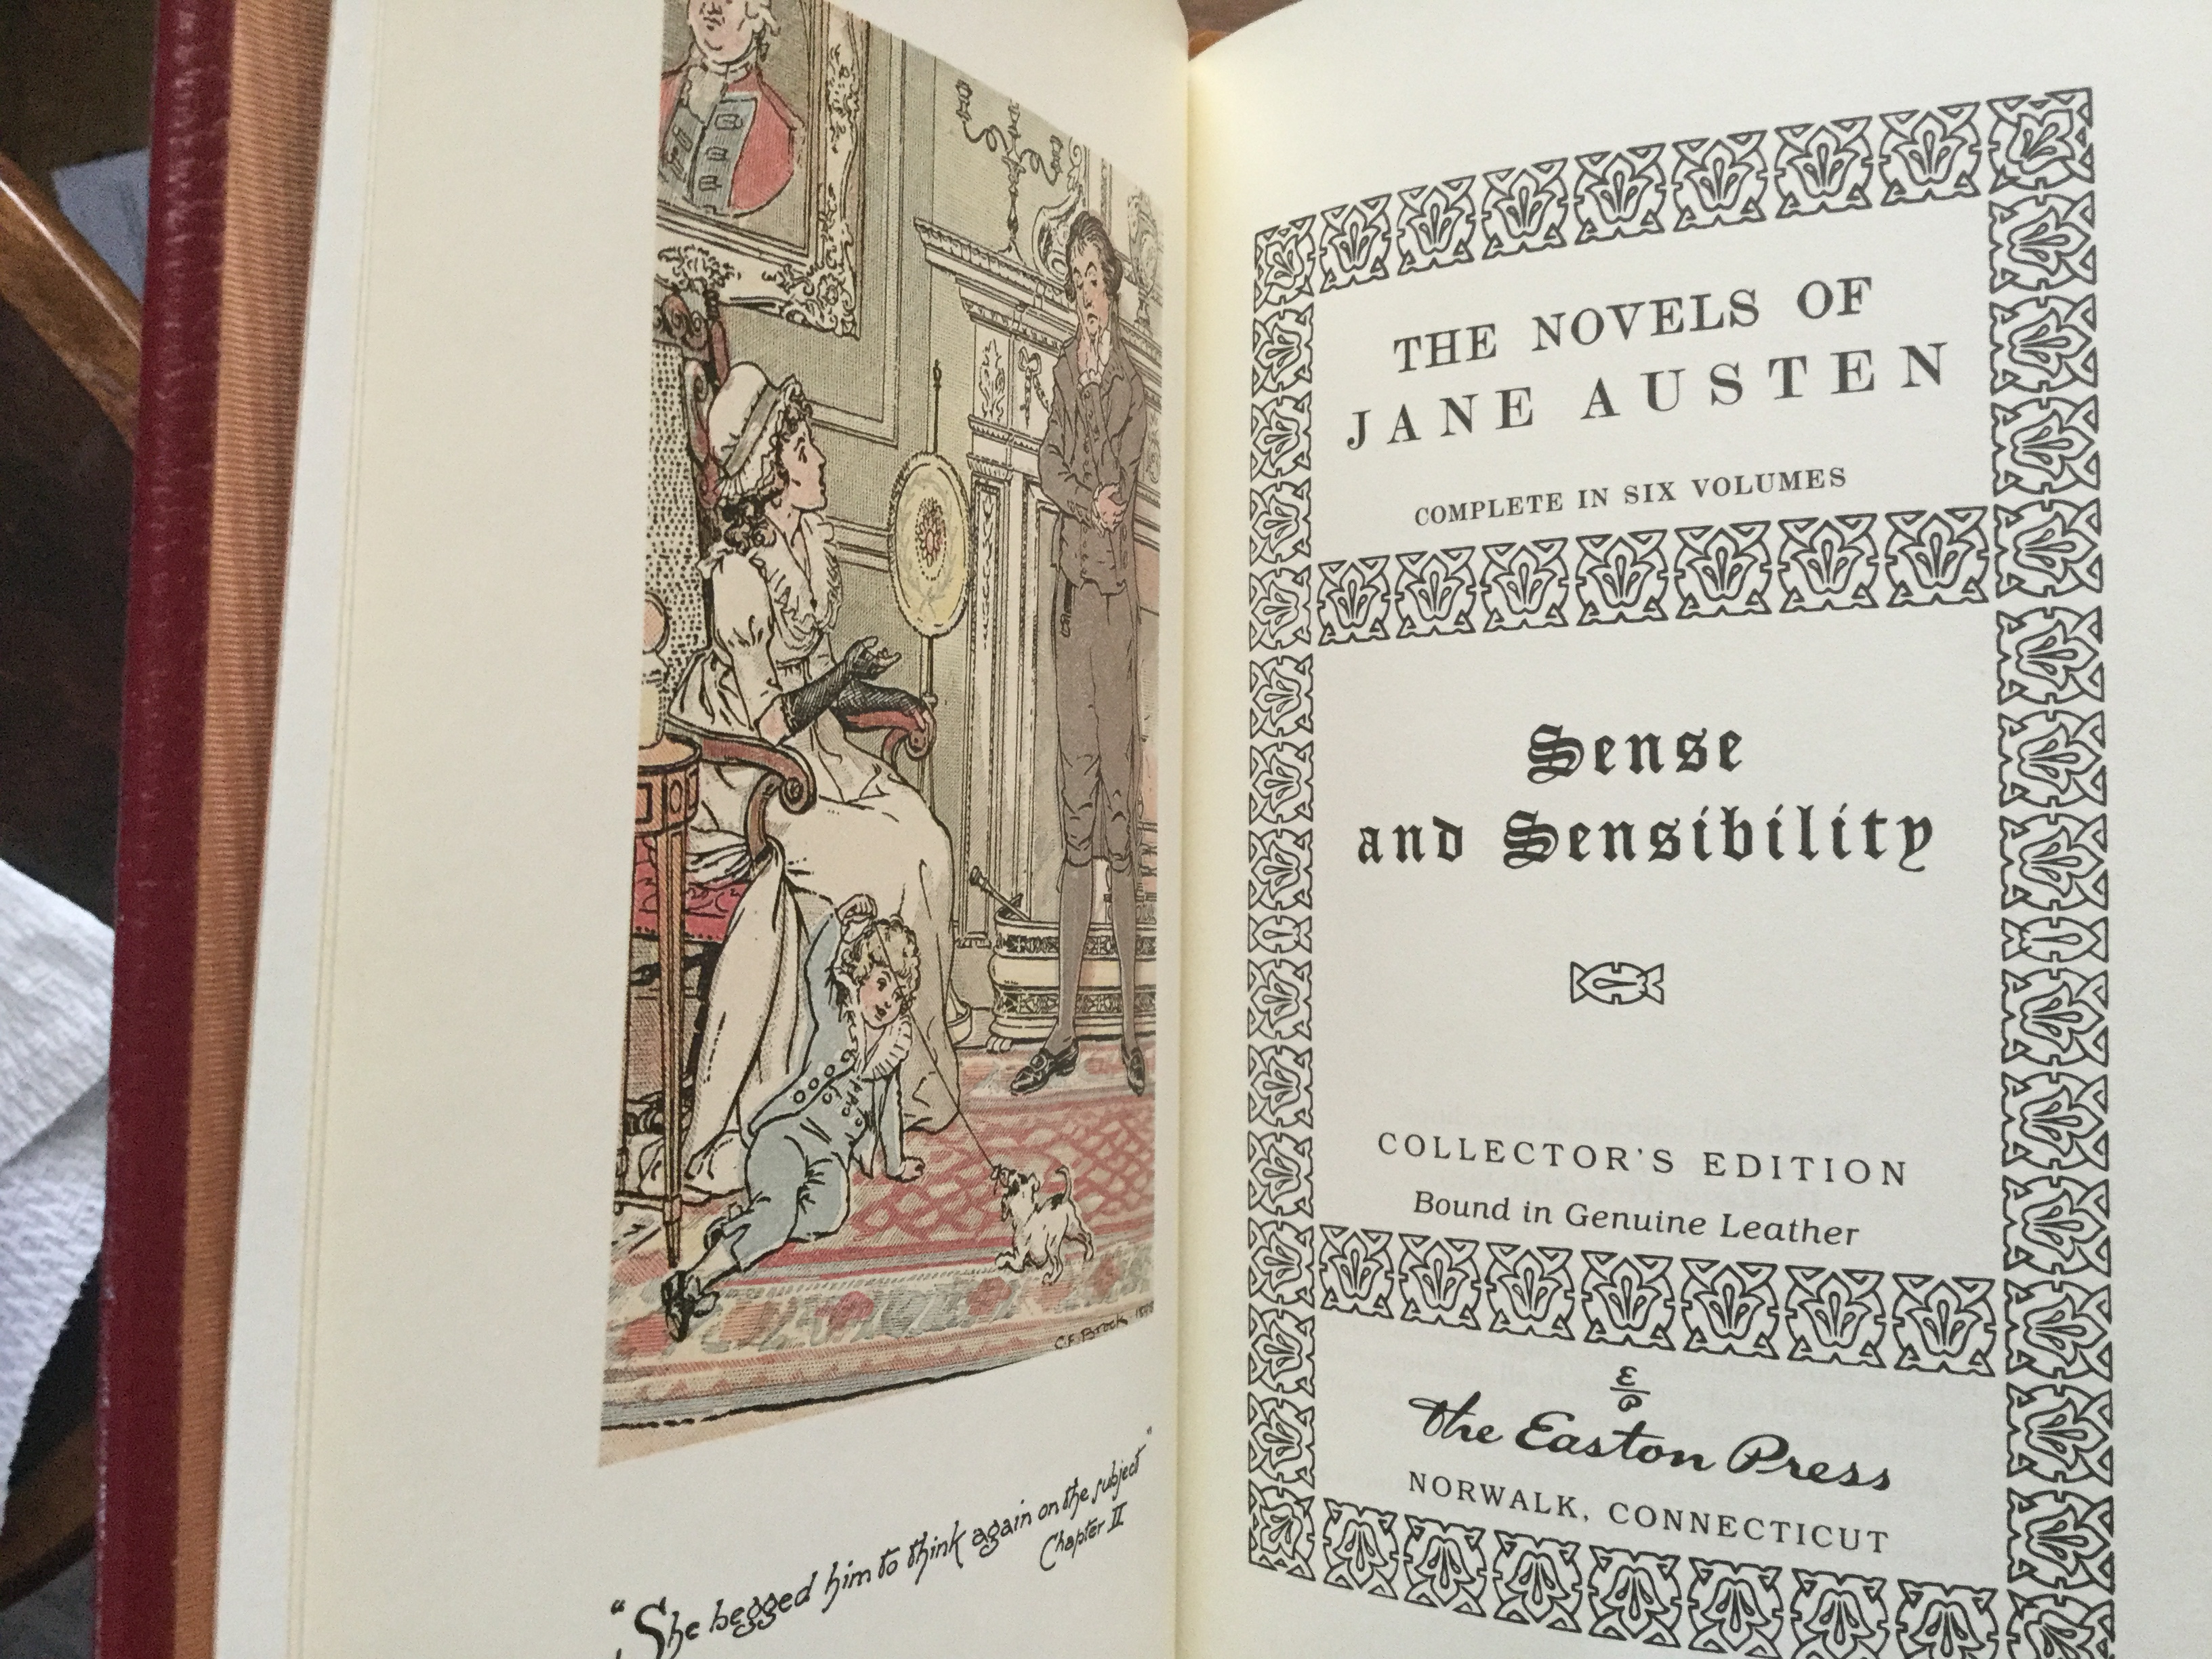 C.E. Brock
"She begged him to think again on the subject"
Chapter II
THE NOVELS OF
JANE AUSTEN
COMPLETE IN SIX VOLUMES
Sense
and Sensibility
COLLECTOR'S EDITION
Bound in Genuine Leather
The Easton Press
NORWALK, CONNECTICUT